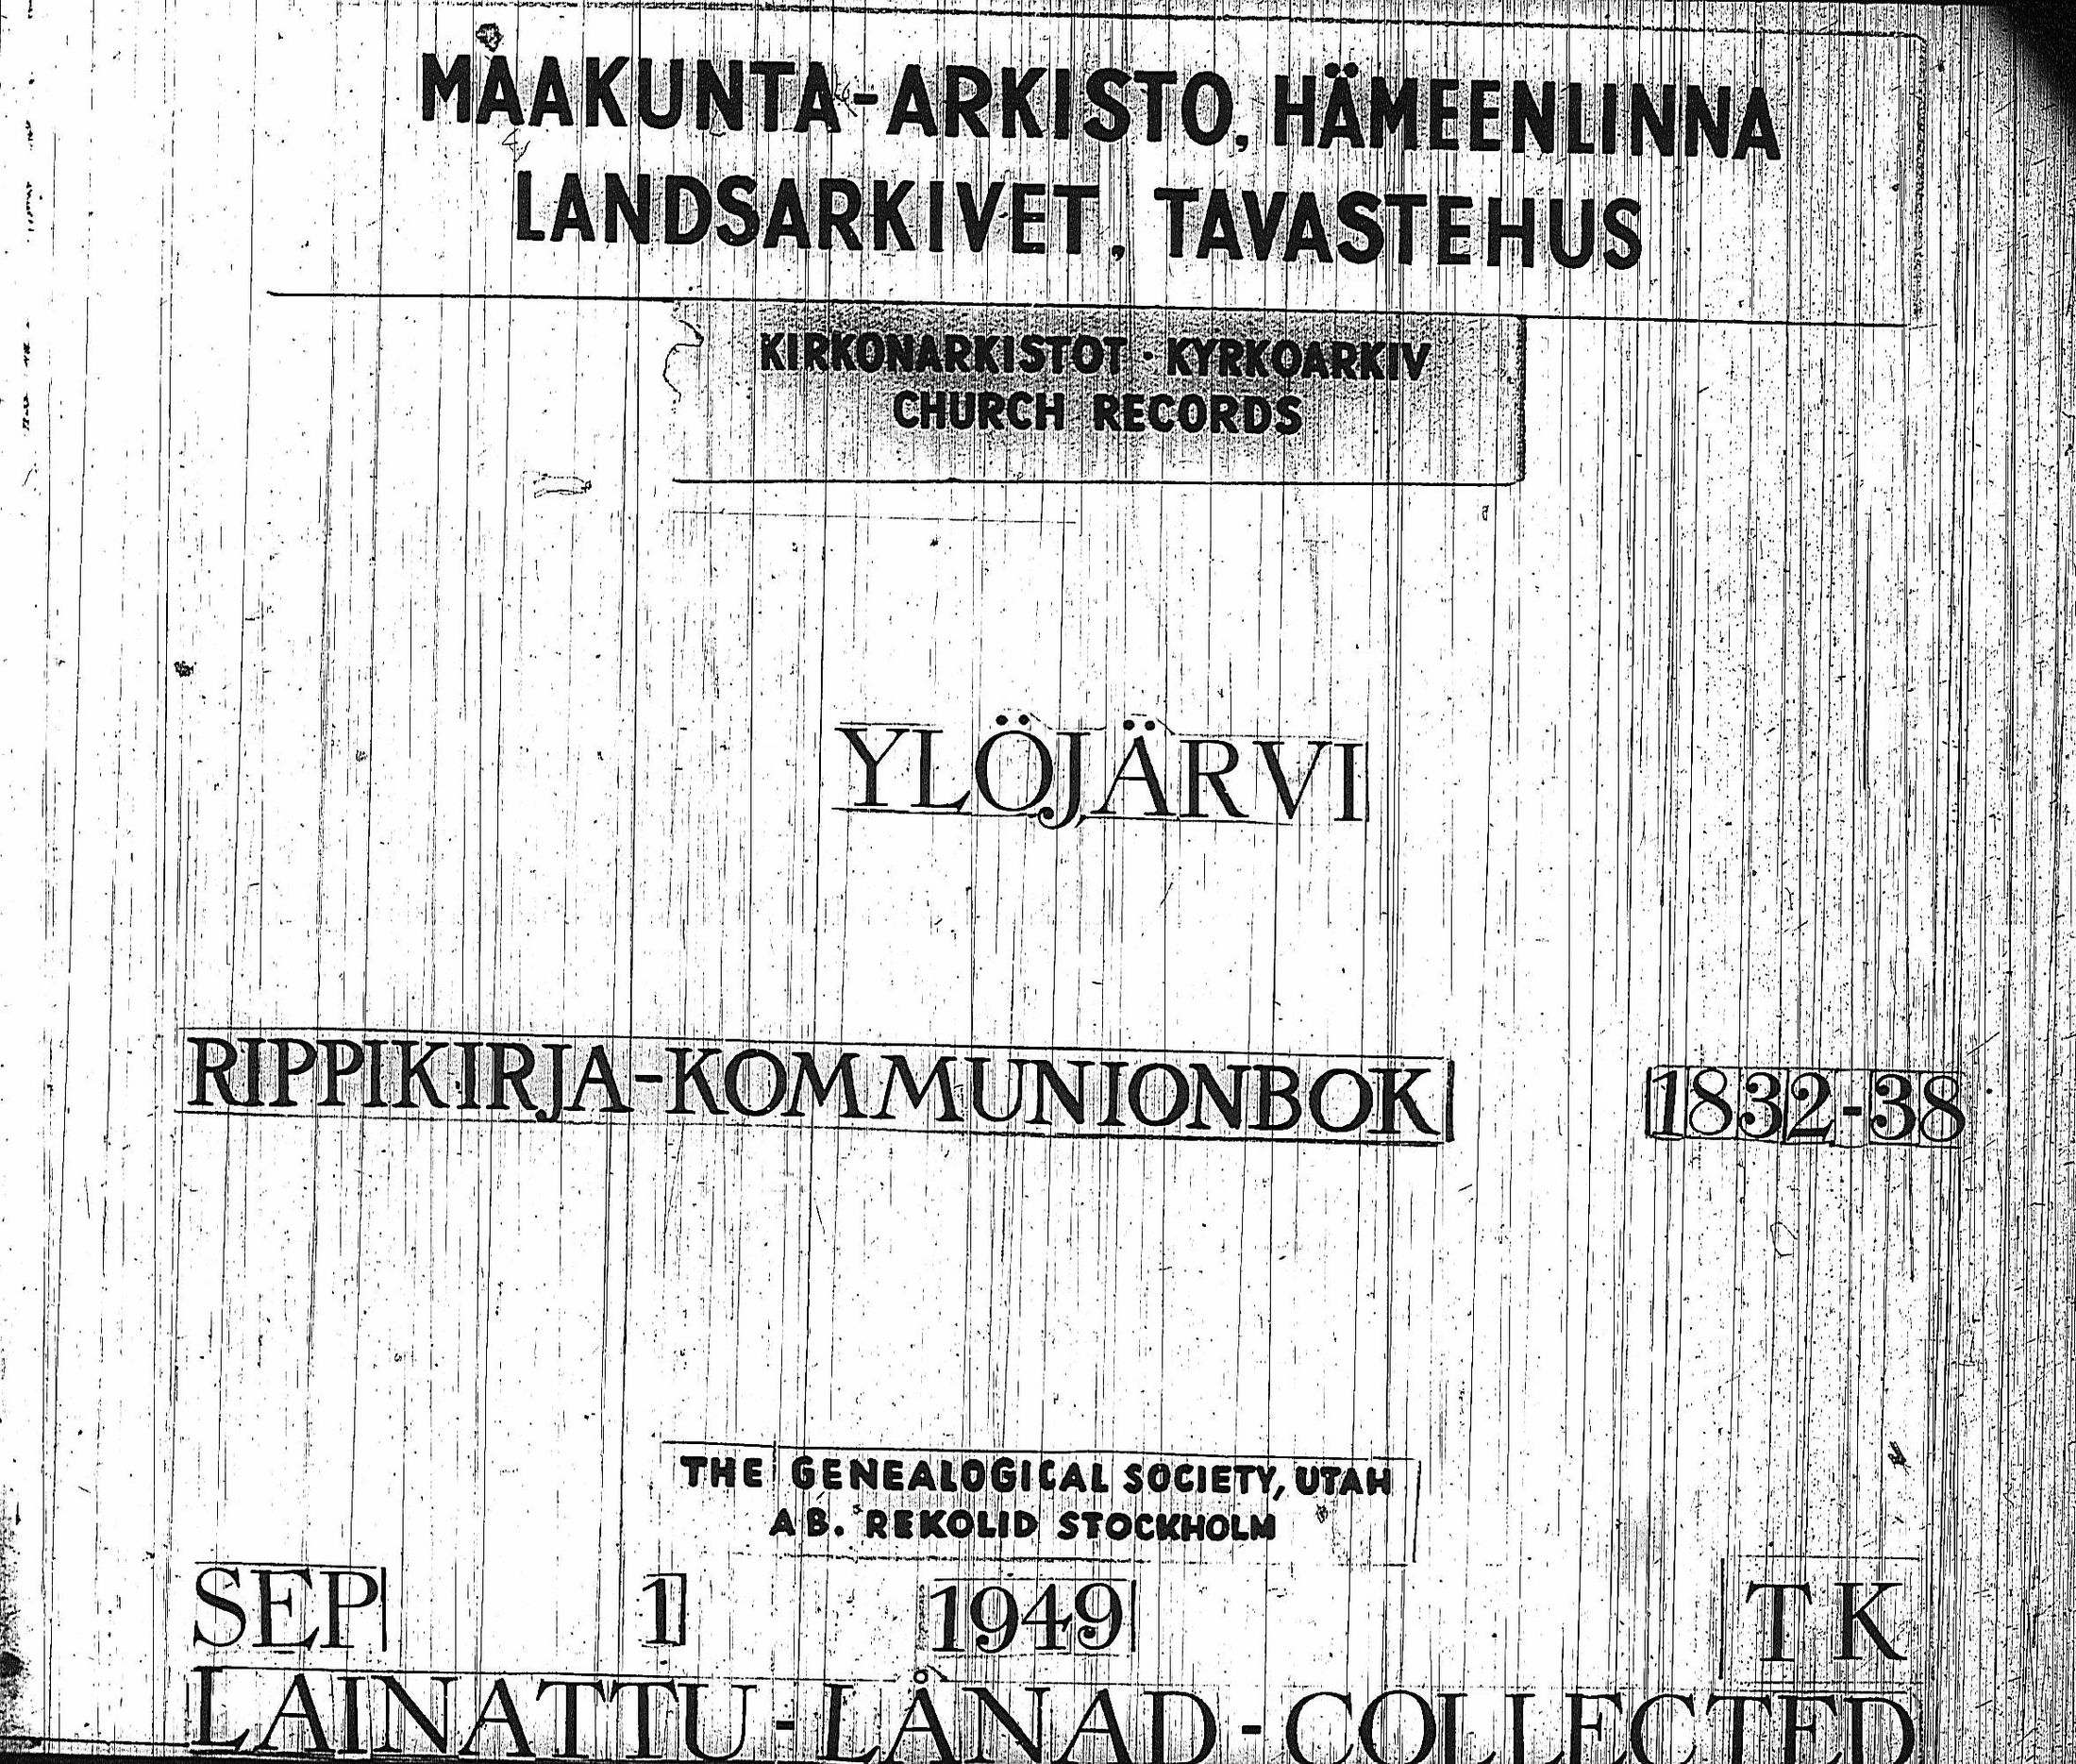 MAAKUNTA-ARKISTO, HÄMEENLINNA
LANDSARKIVET, TAVASTEHUS
KIRKONARKISTOT · KYRKOARKIV
CHURCH RECORDS
YLÖJÄRVI
RIPPIKIRJA-KOMMUNIONBOK 1832-38
THE GENEALOGICAL SOCIETY, UTAH
AB. REKOLID STOCKHOLM
SEP 1 1949 TK
LAINATTU-LÅNAD-COLLECTED